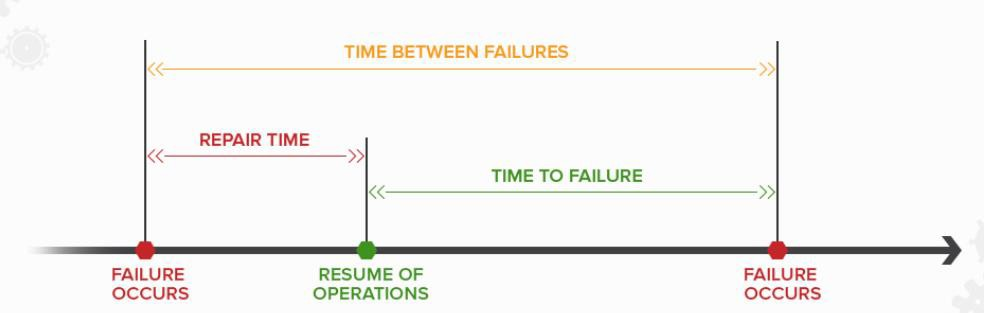 TIME BETWEEN FAILURES
REPAIR TIME
TIME TO FAILURE
FAILURE
OCCURS
RESUME OF
OPERATIONS
FAILURE
OCCURS